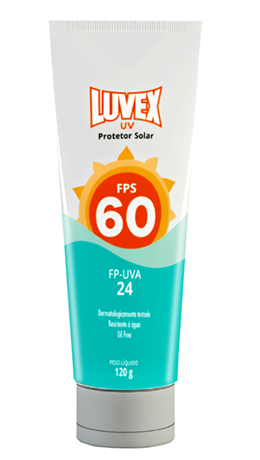 LUVEX
UV
Protetor Solar
FPS
60
FP-UVA
24
Dermatologicamente testado
Resistente à água
Oil Free
PESO LÍQUIDO
120 g